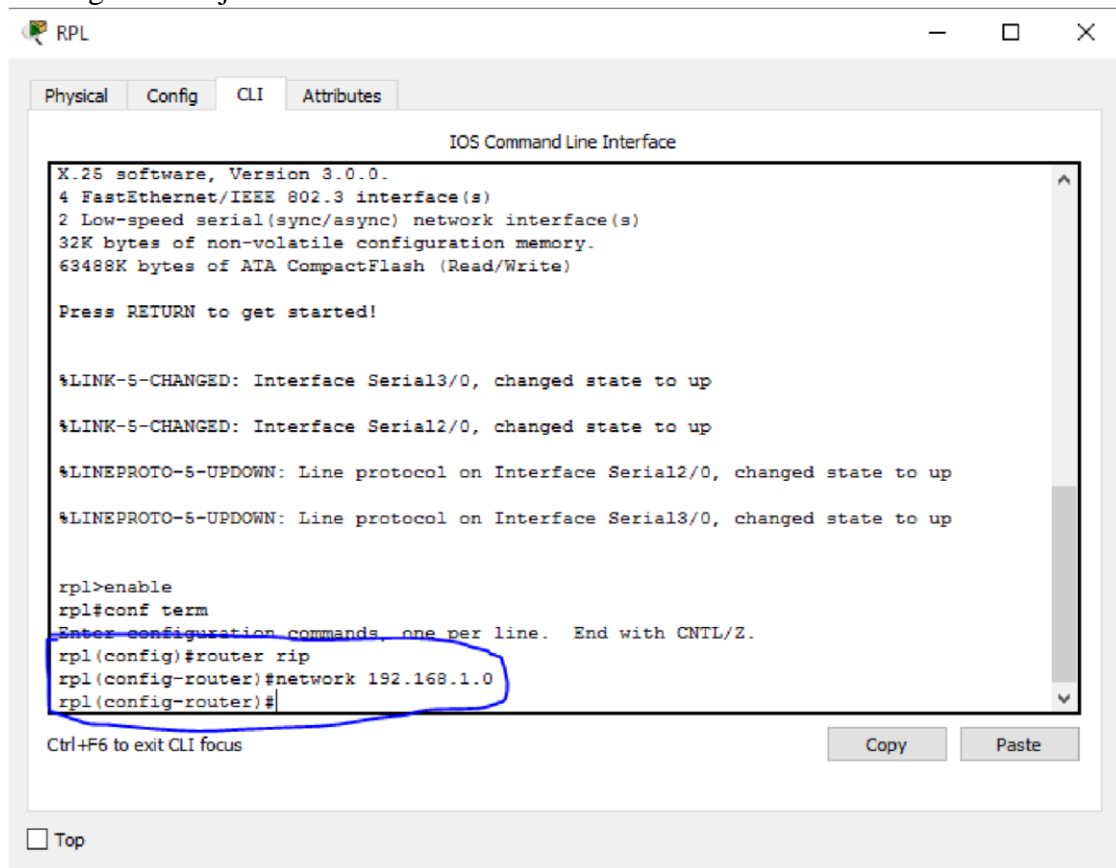 RPL
Physical Config CLI Attributes
IOS Command Line Interface
X.25 software, Version 3.0.0.
4 FastEthernet/IEEE 802.3 interface(s)
2 Low-speed serial(sync/async) network interface(s)
32K bytes of non-volatile configuration memory.
63488K bytes of ATA CompactFlash (Read/Write)
Press RETURN to get started!
%LINK-5-CHANGED: Interface Serial3/0, changed state to up
%LINK-5-CHANGED: Interface Serial2/0, changed state to up
%LINEPROTO-5-UPDOWN: Line protocol on Interface Serial2/0, changed state to up
%LINEPROTO-5-UPDOWN: Line protocol on Interface Serial3/0, changed state to up
rpl>enable
rpl#conf term
Enter configuration commands, one per line. End with CNTL/Z.
rpl(config)#router rip
rpl(config-router)#network 192.168.1.0
rpl(config-router)#
Ctrl+F6 to exit CLI focus
Copy Paste
Top